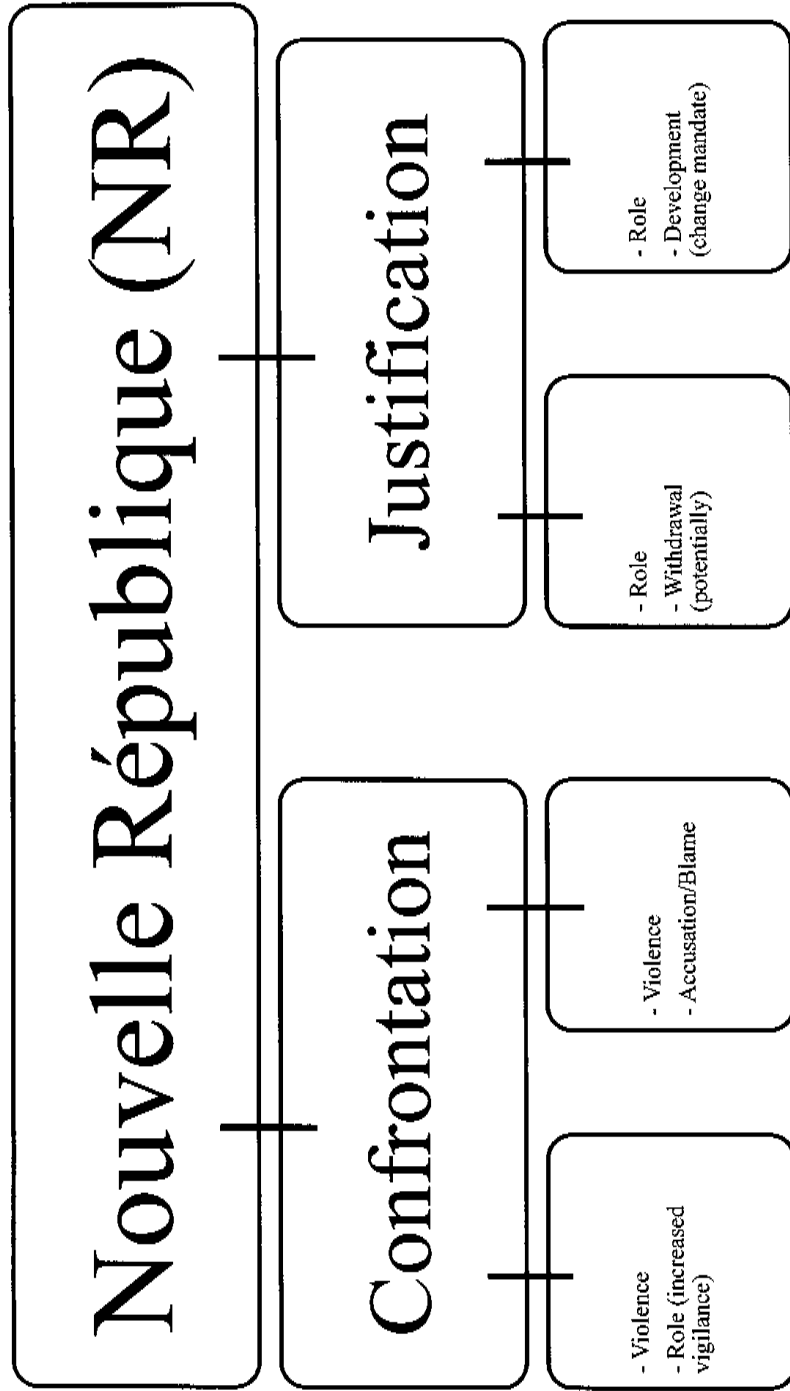 Nouvelle République (NR)
Confrontation
Justification
- Violence
- Role (increased
vigilance)
- Violence
- Accusation/Blame
- Role
- Withdrawal
(potentially)
- Role
- Development
(change mandate)